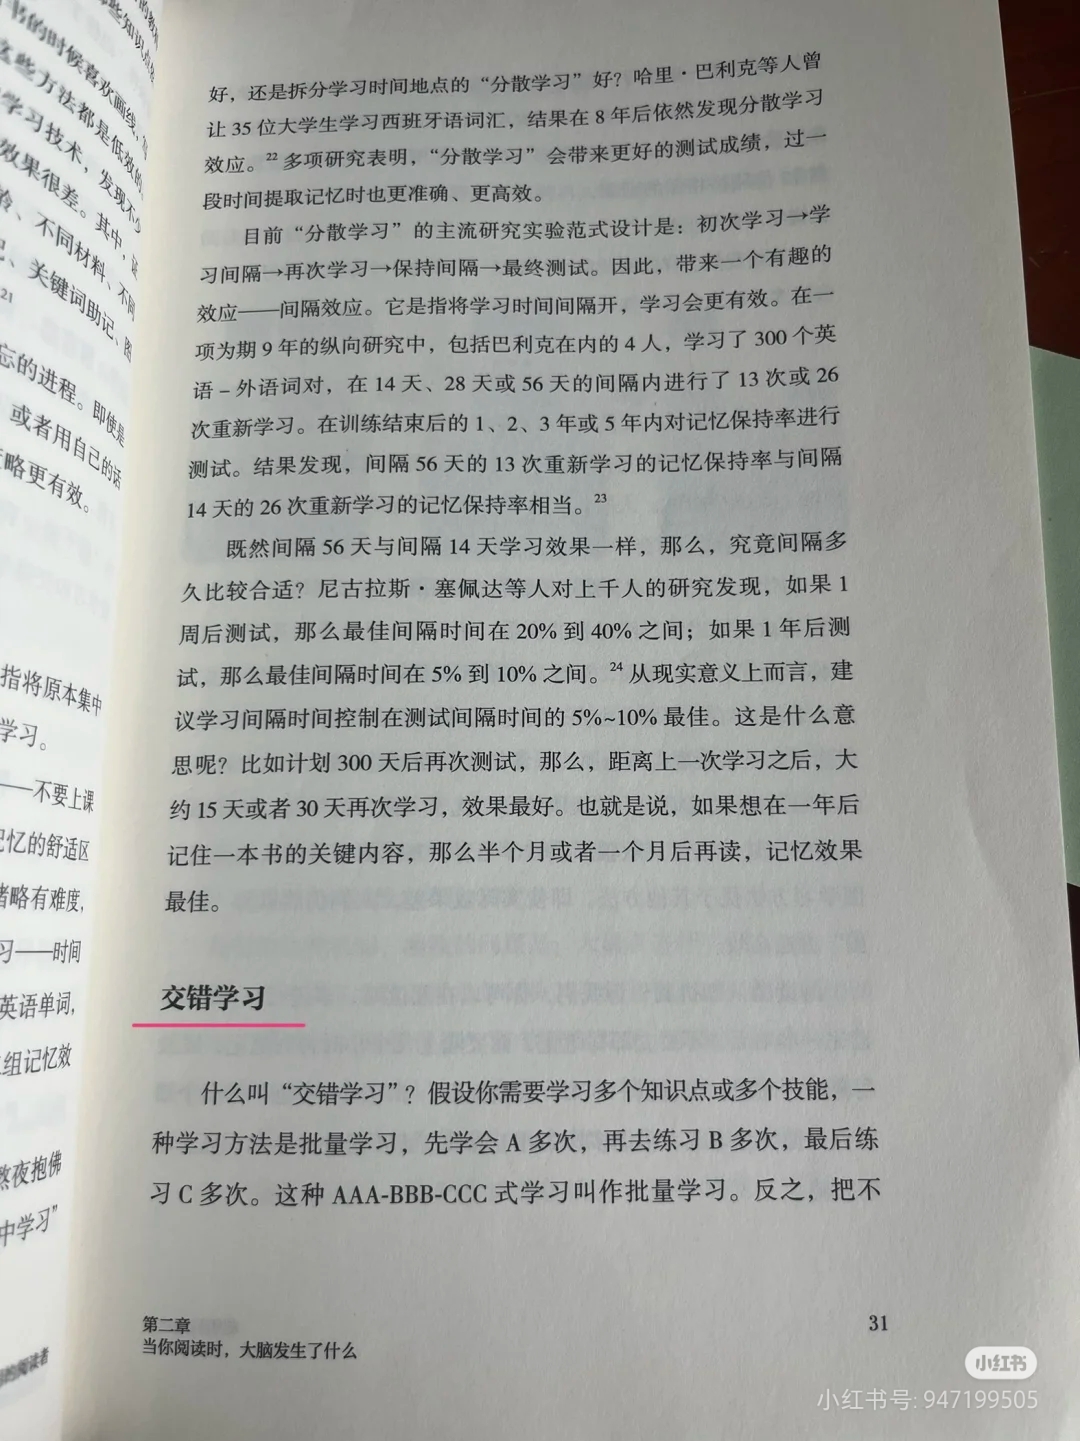 的教材
些知识点还
书的时候喜欢画线，
这些方法都是低效的。
学习技术，发现不少
效果很差。其中，
龄、不同材料、不同
记、关键词助记、图
21
忘的进程。即使是
或者用自己的话
策略更有效。
指将原本集中
学习。
——不要上课
记忆的舒适区
者略有难度，
习——时间
英语单词，
组记忆效
熬夜抱佛
中学习”
的阅读者
好，还是拆分学习时间地点的“分散学习”好？哈里·巴利克等人曾
让 35 位大学生学习西班牙语词汇，结果在 8 年后依然发现分散学习
效应。22 多项研究表明，“分散学习”会带来更好的测试成绩，过一
段时间提取记忆时也更准确、更高效。
目前“分散学习”的主流研究实验范式设计是：初次学习→学
习间隔→再次学习→保持间隔→最终测试。因此，带来一个有趣的
效应——间隔效应。它是指将学习时间间隔开，学习会更有效。在一
项为期 9 年的纵向研究中，包括巴利克在内的 4 人，学习了 300 个英
语－外语词对，在 14 天、28 天或 56 天的间隔内进行了 13 次或 26
次重新学习。在训练结束后的 1、2、3 年或 5 年内对记忆保持率进行
测试。结果发现，间隔 56 天的 13 次重新学习的记忆保持率与间隔
14 天的 26 次重新学习的记忆保持率相当。23
既然间隔 56 天与间隔 14 天学习效果一样，那么，究竟间隔多
久比较合适？尼古拉斯·塞佩达等人对上千人的研究发现，如果 1
周后测试，那么最佳间隔时间在 20% 到 40% 之间；如果 1 年后测
试，那么最佳间隔时间在 5% 到 10% 之间。24 从现实意义上而言，建
议学习间隔时间控制在测试间隔时间的 5%~10% 最佳。这是什么意
思呢？比如计划 300 天后再次测试，那么，距离上一次学习之后，大
约 15 天或者 30 天再次学习，效果最好。也就是说，如果想在一年后
记住一本书的关键内容，那么半个月或者一个月后再读，记忆效果
最佳。
交错学习
什么叫“交错学习”？假设你需要学习多个知识点或多个技能，一
种学习方法是批量学习，先学会 A 多次，再去练习 B 多次，最后练
习 C 多次。这种 AAA-BBB-CCC 式学习叫作批量学习。反之，把不
第二章
当你阅读时，大脑发生了什么
31
小红书
小红书号: 947199505